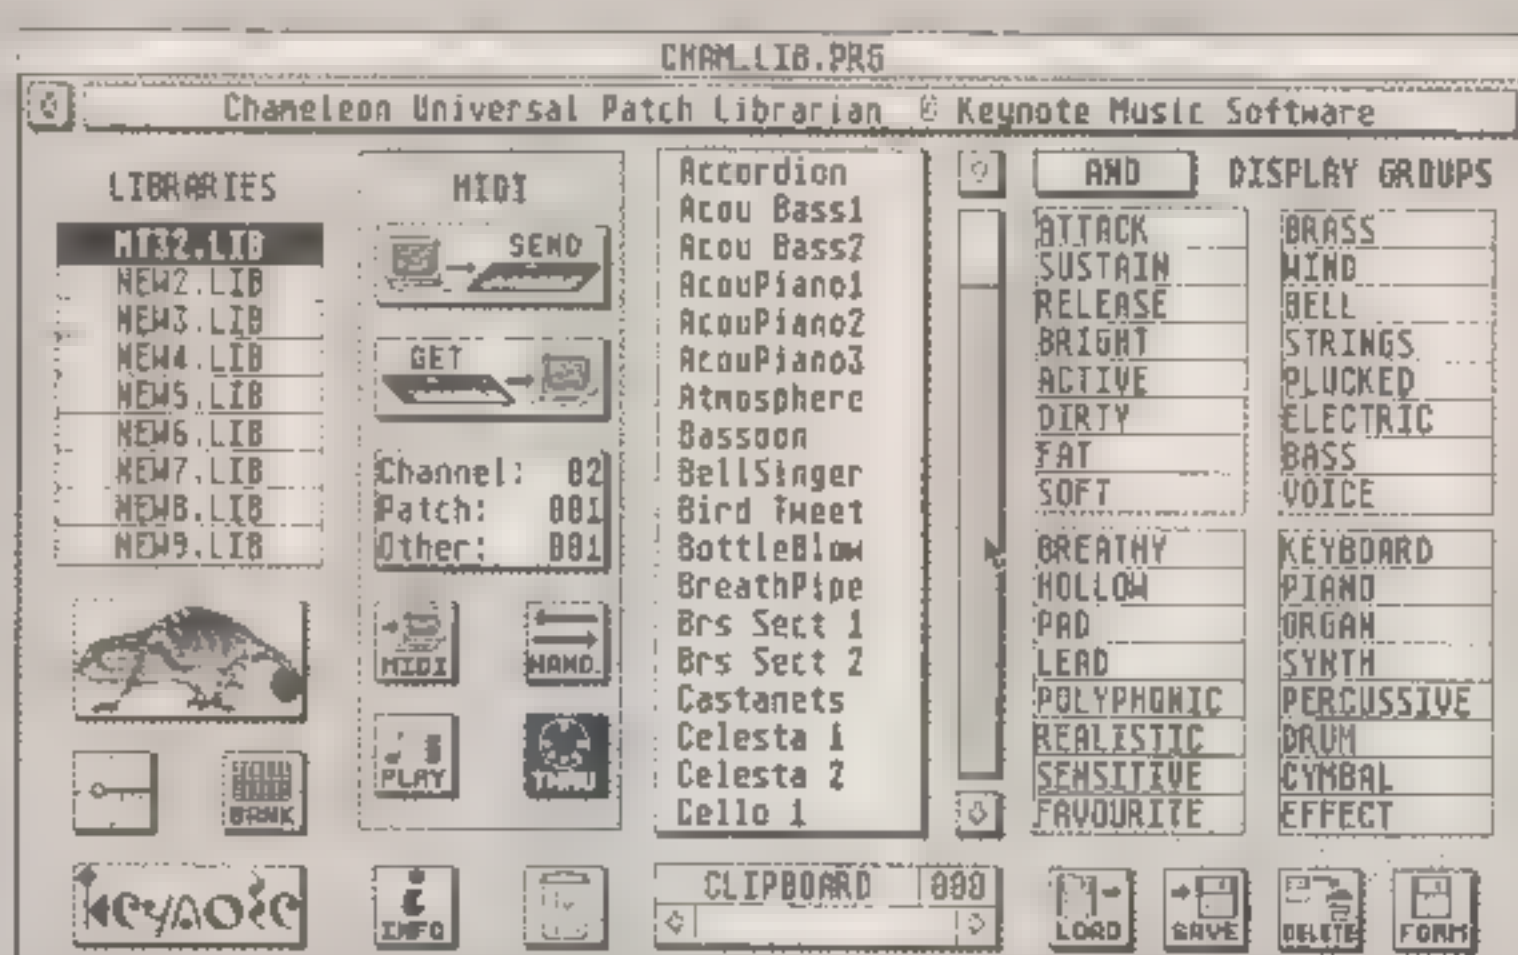 CHAM_LIB.PRG
Chameleon Universal Patch Librarian © Keynote Music Software
LIBRARIES
MT32.LIB
NEW2.LIB
NEW3.LIB
NEW4.LIB
NEW5.LIB
NEW6.LIB
NEW7.LIB
NEW8.LIB
NEW9.LIB
BANK
Keynote
MIDI
SEND
GET
Channel: 02
Patch: 001
Other: 001
MIDI
HAND.
PLAY
THRU
INFO
Accordion
Acou Bass1
Acou Bass2
AcouPiano1
AcouPiano2
AcouPiano3
Atmosphere
Bassoon
BellSinger
Bird Tweet
BottleBlow
BreathPipe
Brs Sect 1
Brs Sect 2
Castanets
Celesta 1
Celesta 2
Cello 1
CLIPBOARD 000
AND DISPLAY GROUPS
ATTACK
SUSTAIN
RELEASE
BRIGHT
ACTIVE
DIRTY
FAT
SOFT
BREATHY
HOLLOW
PAD
LEAD
POLYPHONIC
REALISTIC
SENSITIVE
FAVOURITE
BRASS
WIND
BELL
STRINGS
PLUCKED
ELECTRIC
BASS
VOICE
KEYBOARD
PIANO
ORGAN
SYNTH
PERCUSSIVE
DRUM
CYMBAL
EFFECT
LOAD
SAVE
DELETE
FORM